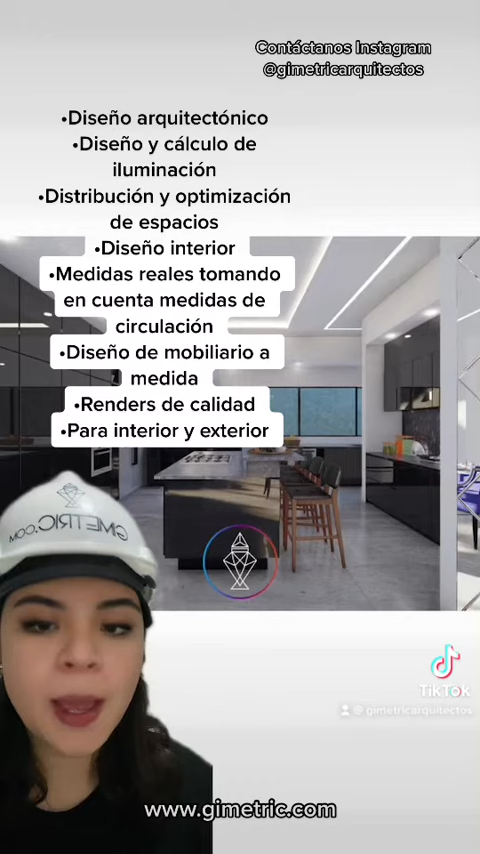 Contáctanos Instagram
@gimetricarquitectos
•Diseño arquitectónico
•Diseño y cálculo de
iluminación
•Distribución y optimización
de espacios
•Diseño interior
•Medidas reales tomando
en cuenta medidas de
circulación
•Diseño de mobiliario a
medida
•Renders de calidad
•Para interior y exterior
GIMETRIC.COM
TikTok
@gimetricarquitectos
www.gimetric.com